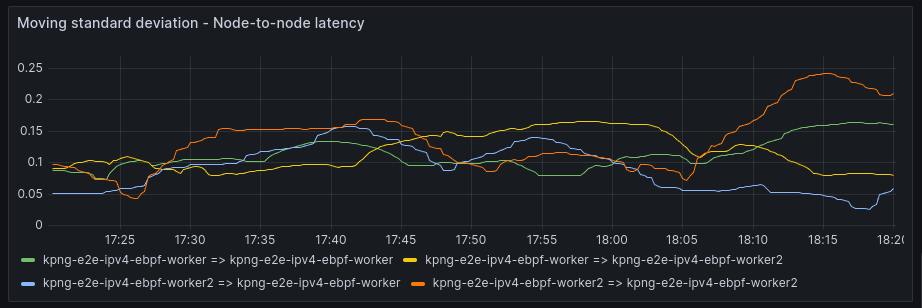 Moving standard deviation - Node-to-node latency
0.25
0.2
0.15
0.1
0.05
0
17:25 17:30 17:35 17:40 17:45 17:50 17:55 18:00 18:05 18:10 18:15 18:20
kpng-e2e-ipv4-ebpf-worker => kpng-e2e-ipv4-ebpf-worker kpng-e2e-ipv4-ebpf-worker => kpng-e2e-ipv4-ebpf-worker2
kpng-e2e-ipv4-ebpf-worker2 => kpng-e2e-ipv4-ebpf-worker kpng-e2e-ipv4-ebpf-worker2 => kpng-e2e-ipv4-ebpf-worker2